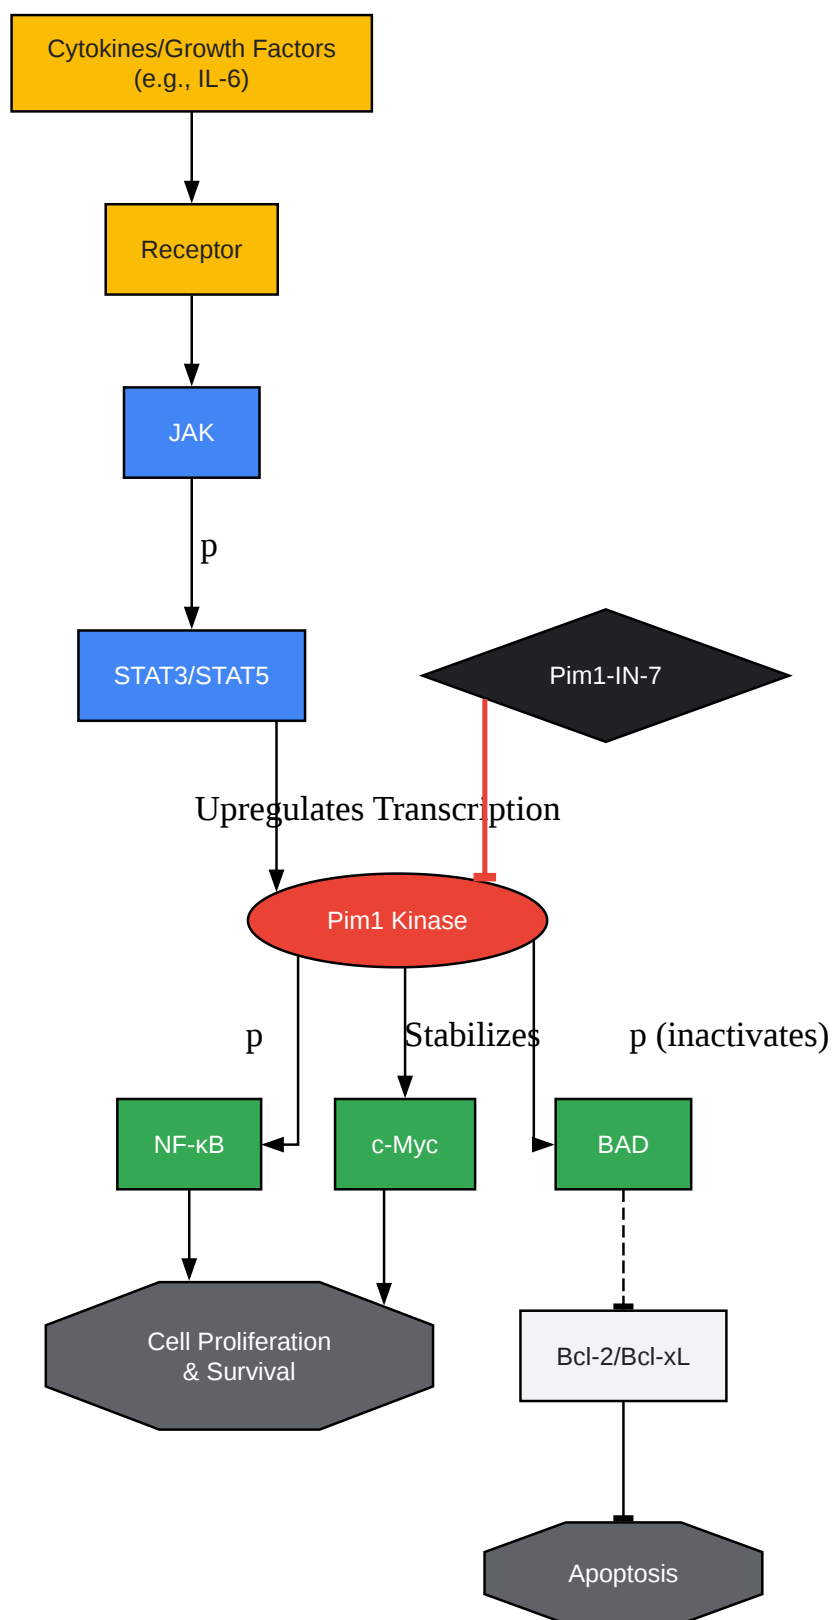 Cytokines/Growth Factors
(e.g., IL-6)
Receptor
JAK
p
STAT3/STAT5
Pim1-IN-7
Upregulates Transcription
Pim1 Kinase
p
Stabilizes
p (inactivates)
NF-κB
c-Myc
BAD
Cell Proliferation
& Survival
Bcl-2/Bcl-xL
Apoptosis